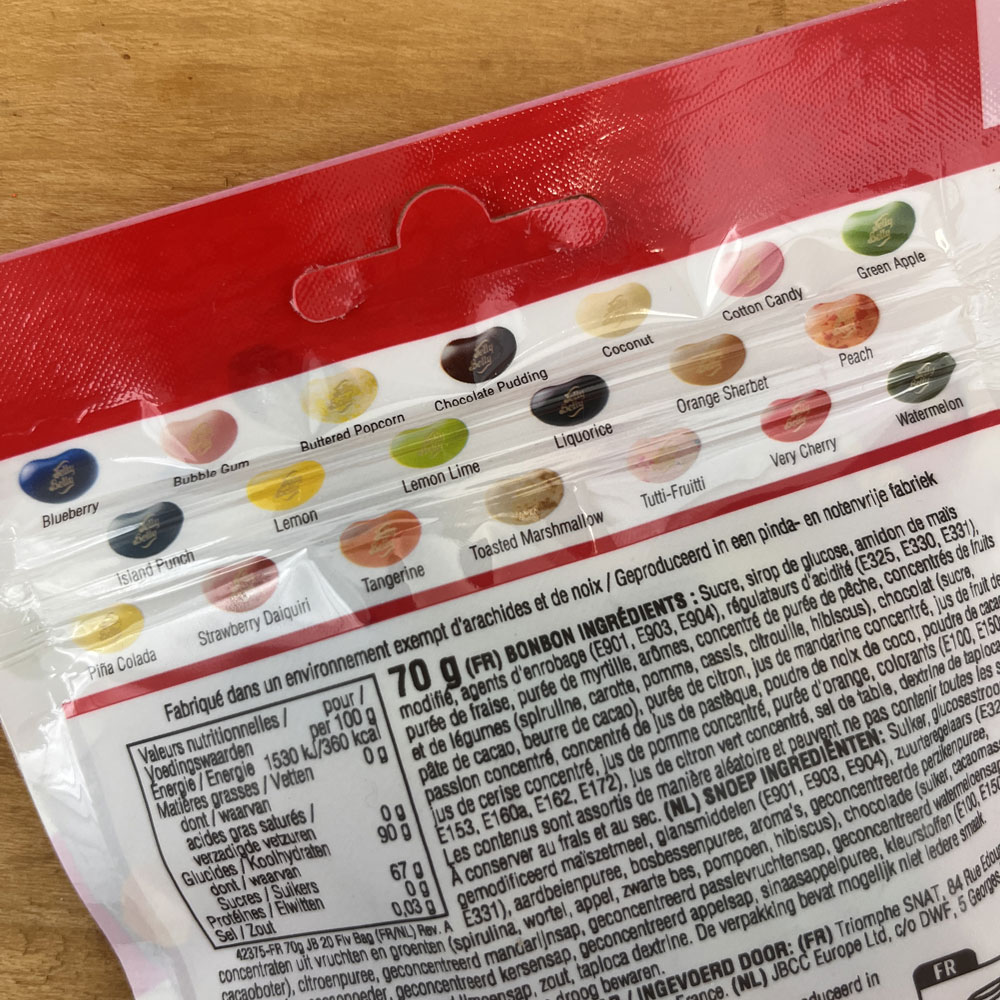 Green Apple
Cotton Candy
Coconut
Peach
Chocolate Pudding
Orange Sherbet
Buttered Popcorn
Liquorice
Watermelon
Bubble Gum
Lemon Lime
Very Cherry
Blueberry
Lemon
Tutti-Fruitti
Island Punch
Toasted Marshmallow
Tangerine
Strawberry Daiquiri
Piña Colada
Fabriqué dans un environnement exempt d'arachides et de noix / Geproduceerd in een pinda- en notenvrije fabriek
Valeurs nutritionnelles / pour /
Voedingswaarden per 100 g
Énergie / Energie 1530 kJ/360 kcal
Matières grasses / Vetten 0 g
dont / waarvan
acides gras saturés /
verzadigde vetzuren 0 g
Glucides / Koolhydraten 90 g
dont / waarvan
Sucres / Suikers 67 g
Protéines / Eiwitten 0 g
Sel / Zout 0,03 g
42375-FR 70g JB 20 Flv Bag (FR/NL) Rev. A
70 g (FR) BONBON INGRÉDIENTS : Sucre, sirop de glucose, amidon de maïs
modifié, agents d'enrobage (E901, E903, E904), régulateurs d'acidité (E325, E330, E331),
purée de fraise, purée de myrtille, arômes, concentré de purée de pêche, concentrés de fruits
et de légumes (spiruline, carotte, pomme, cassis, citrouille, hibiscus), chocolat (sucre,
pâte de cacao, beurre de cacao), purée de citron, jus de mandarine concentré, jus de fruit de
passion concentré, concentré de jus de pastèque, poudre de noix de coco, poudre de cacao
jus de cerise concentré, jus de pomme concentré, purée d'orange, colorants (E100, E150
E153, E160a, E162, E172), jus de citron vert concentré, sel de table, dextrine de tapioca
Les contenus sont assortis de manière aléatoire et peuvent ne pas contenir toutes les
À conserver au frais et au sec. (NL) SNOEP INGREDIËNTEN: Suiker, glucosestroo
gemodificeerd maïszetmeel, glansmiddelen (E901, E903, E904), zuurteregelaars (E32
E331), aardbeienpuree, bosbessenpuree, aroma's, geconcentreerde perzikenpuree,
concentraten uit vruchten en groenten (spirulina, wortel, appel, zwarte bes, pompoen, hibiscus), chocolade (suiker, cacaomas
cacaoboter), citroenpuree, geconcentreerd mandarijnsap, geconcentreerd passievruchtensap, geconcentreerd watermeloensap
geconcentreerd kersensap, geconcentreerd appelsap, sinaasappelpuree, kleurstoffen (E100, E15
zout, tapioca dextrine. De verpakking bevat mogelijk niet iedere smaak.
droog bewaren.
/ INGEVOERD DOOR: (FR) Triomphe SNAT, 84 Rue Edoua
France. (NL) JBCC Europe Ltd, c/o DWF, 5 Georges
FR